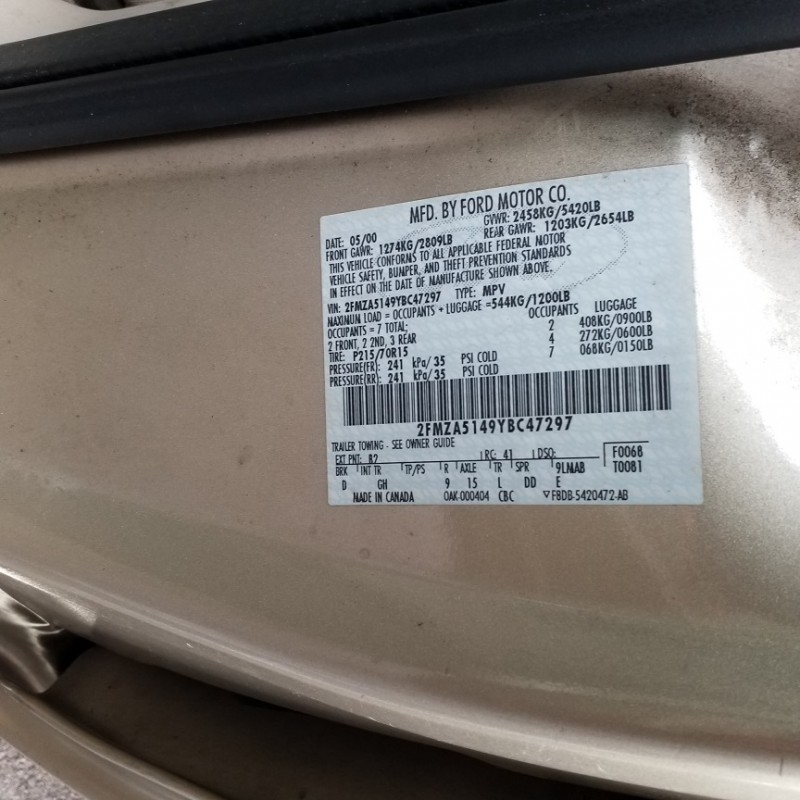 MFD. BY FORD MOTOR CO.
DATE: 05/00 GVWR: 2458KG/5420LB
FRONT GAWR: 1274KG/2809LB REAR GAWR: 1203KG/2654LB
THIS VEHICLE CONFORMS TO ALL APPLICABLE FEDERAL MOTOR
VEHICLE SAFETY, BUMPER, AND THEFT PREVENTION STANDARDS
IN EFFECT ON THE DATE OF MANUFACTURE SHOWN ABOVE.
VIN: 2FMZA5149YBC47297 TYPE: MPV
MAXIMUM LOAD = OCCUPANTS + LUGGAGE =544KG/1200LB
OCCUPANTS = 7 TOTAL; OCCUPANTS LUGGAGE
2 FRONT, 2 2ND, 3 REAR 2 408KG/0900LB
TIRE: P215/70R15 4 272KG/0600LB
PRESSURE(FR): 241 kPa/35 PSI COLD 7 068KG/0150LB
PRESSURE(RR): 241 kPa/35 PSI COLD
2FMZA5149YBC47297
TRAILER TOWING - SEE OWNER GUIDE
EXT PNT: B2 RC: 41 DSO: F0068
BRK INT TR TP/PS R AXLE TR SPR 9LMAB T0081
D GH 9 15 L DD E
MADE IN CANADA OAK-000404 CBC ▽F8DB-5420472-AB